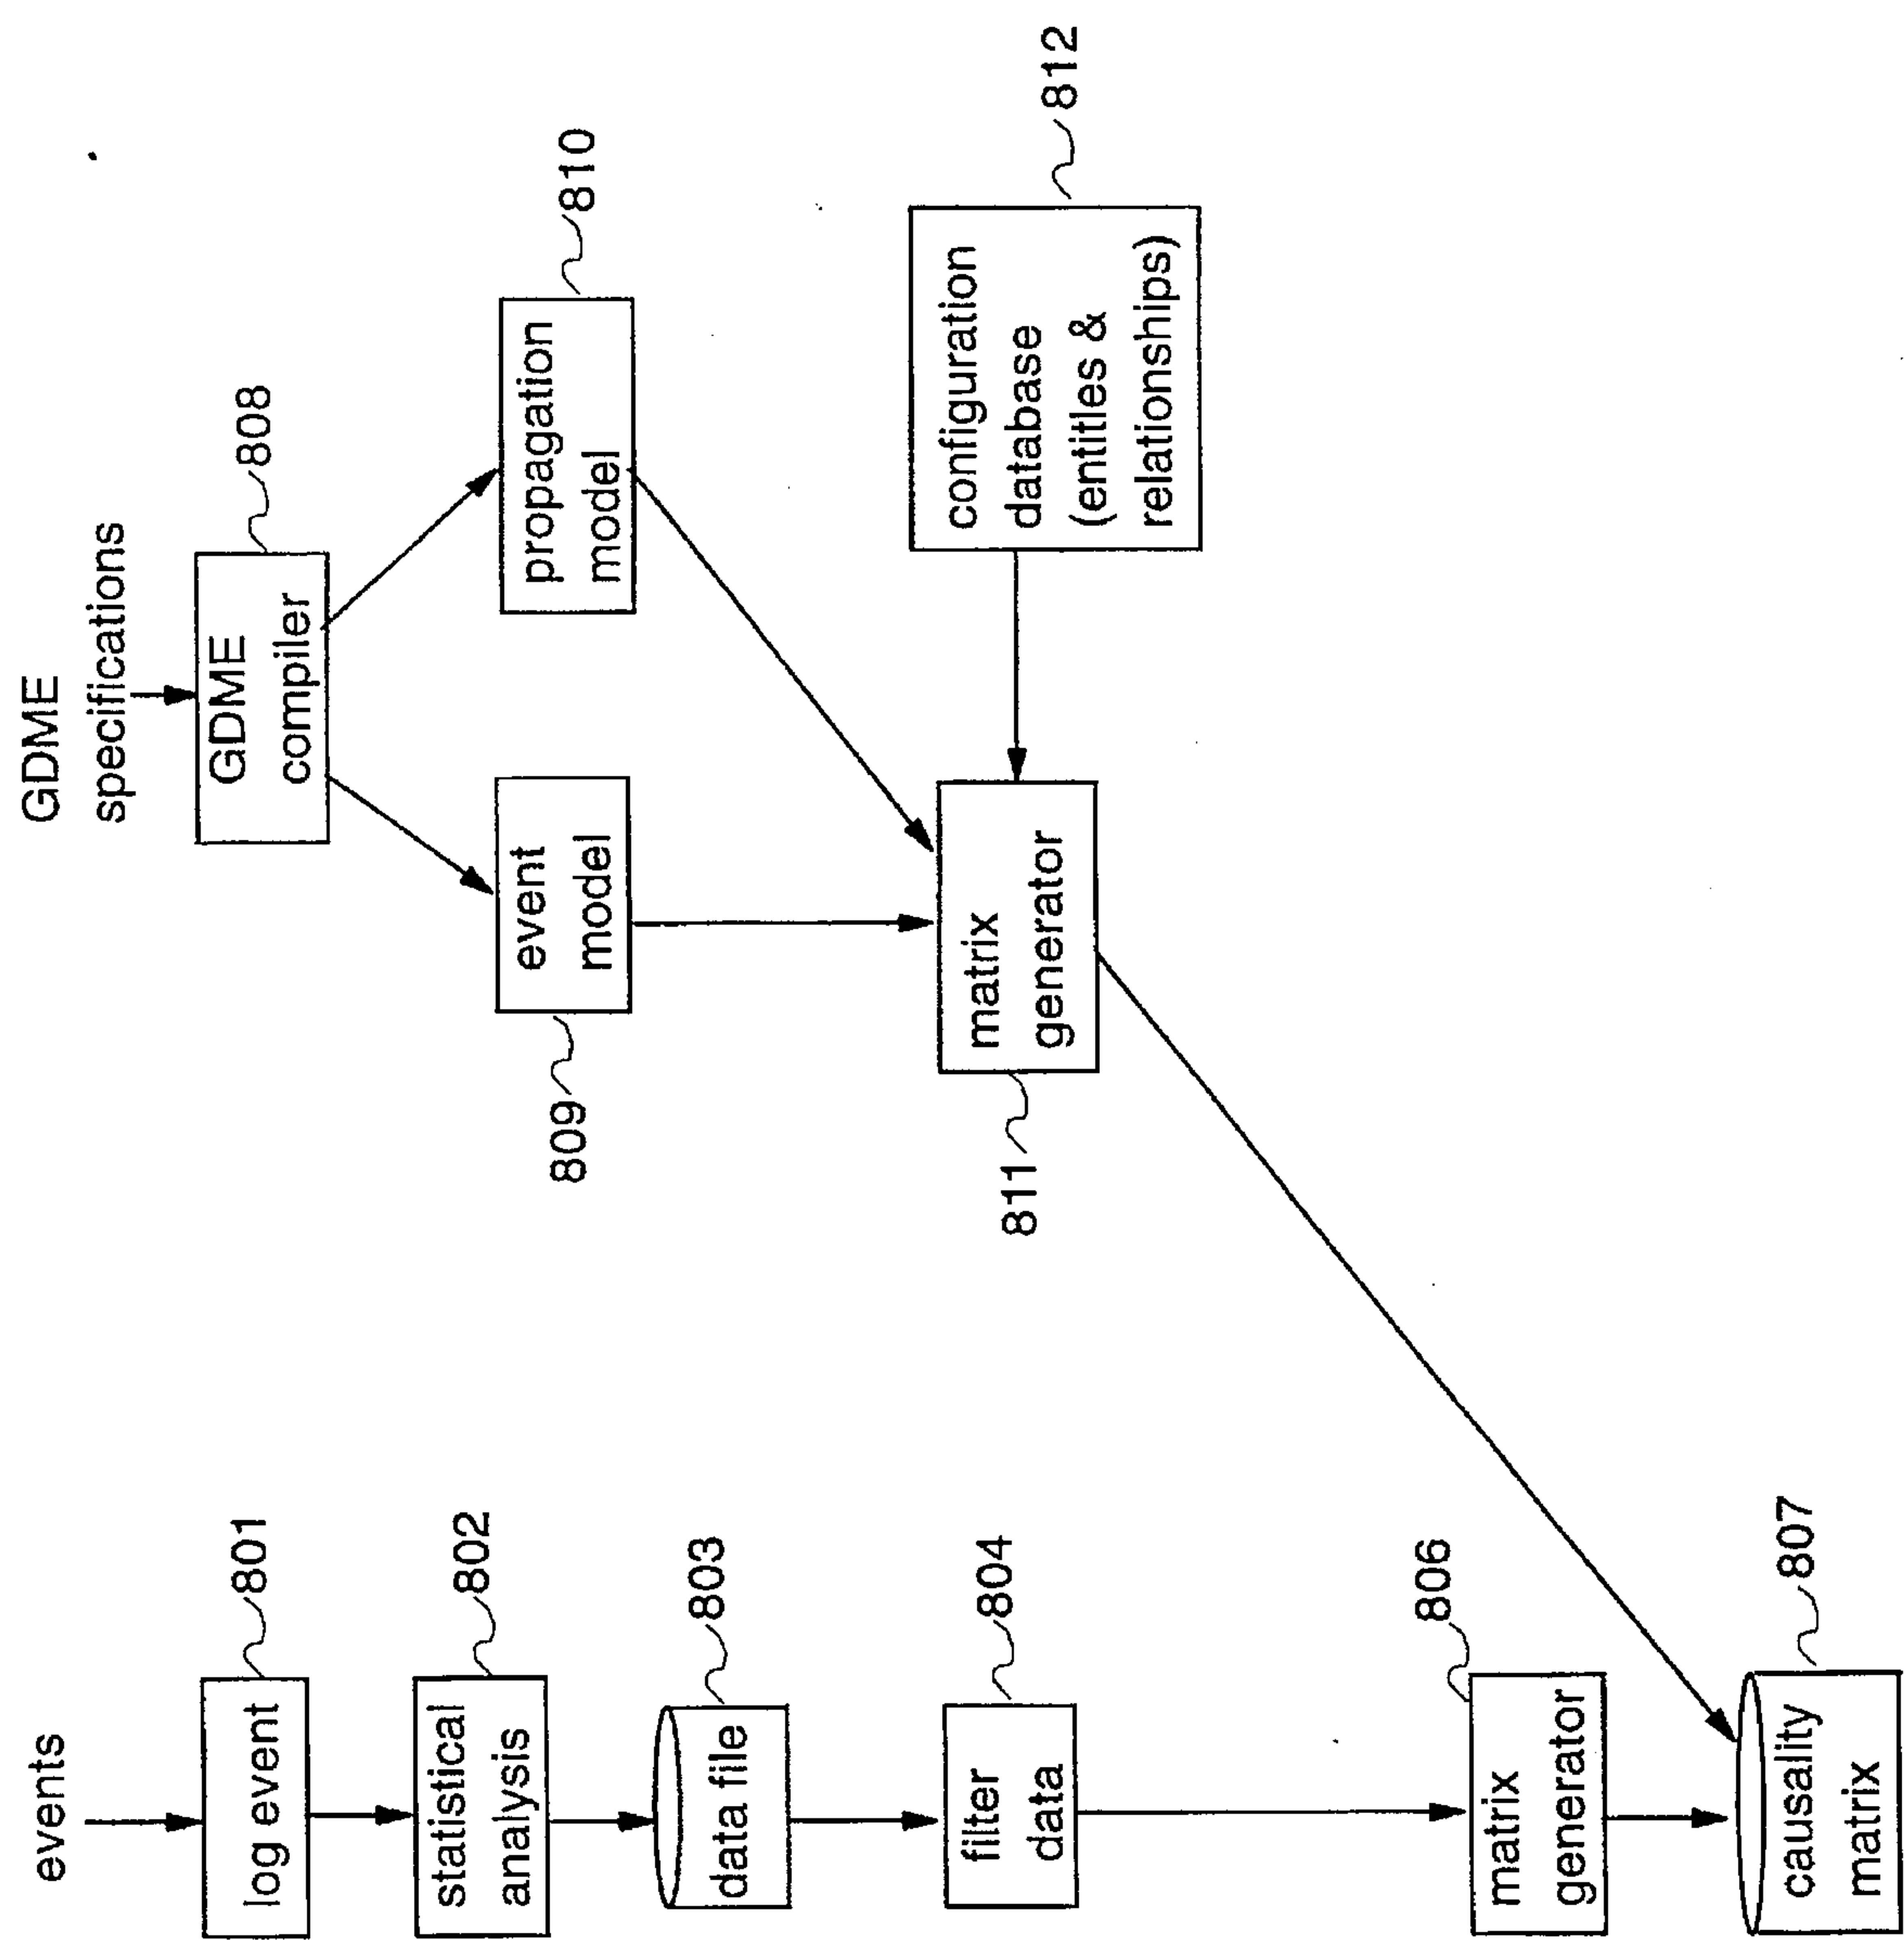 events
log event
801
statistical
analysis
802
data file
803
filter
data
804
matrix
generator
806
causality
matrix
807
GDME
specifications
GDME
compiler
808
event
model
809
propagation
model
810
matrix
generator
811
configuration
database
(entitles &
relationships)
812